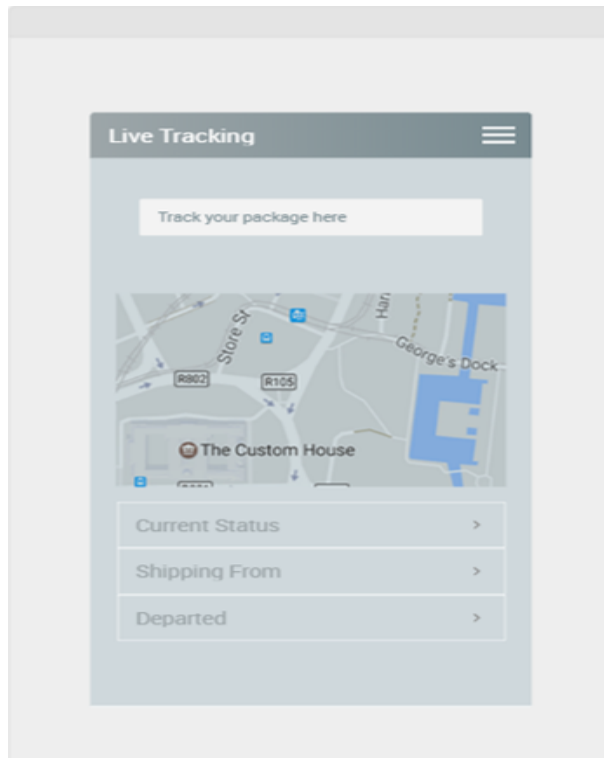 Live Tracking
Track your package here
Store St
Har
George's Dock
R802
R105
The Custom House
Current Status
Shipping From
Departed